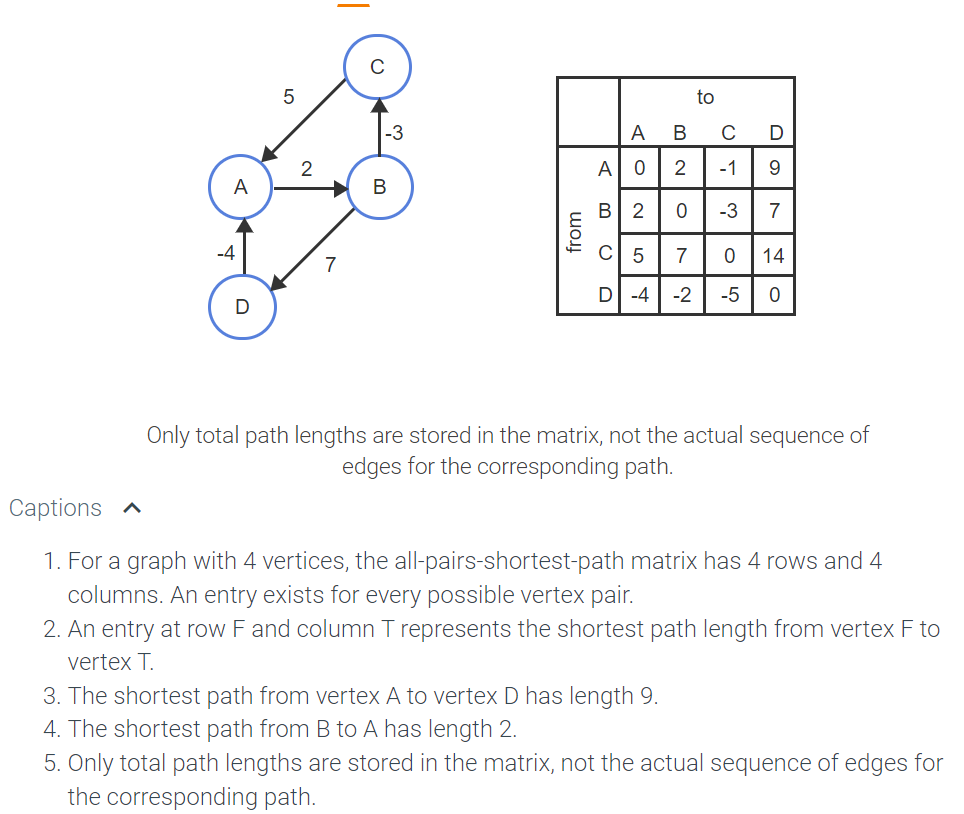 C
5
-3
2
A
B
-4
7
D
to
A B C D
from
A 0 2 -1 9
B 2 0 -3 7
C 5 7 0 14
D -4 -2 -5 0
Only total path lengths are stored in the matrix, not the actual sequence of
edges for the corresponding path.
Captions
1. For a graph with 4 vertices, the all-pairs-shortest-path matrix has 4 rows and 4
columns. An entry exists for every possible vertex pair.
2. An entry at row F and column T represents the shortest path length from vertex F to
vertex T.
3. The shortest path from vertex A to vertex D has length 9.
4. The shortest path from B to A has length 2.
5. Only total path lengths are stored in the matrix, not the actual sequence of edges for
the corresponding path.